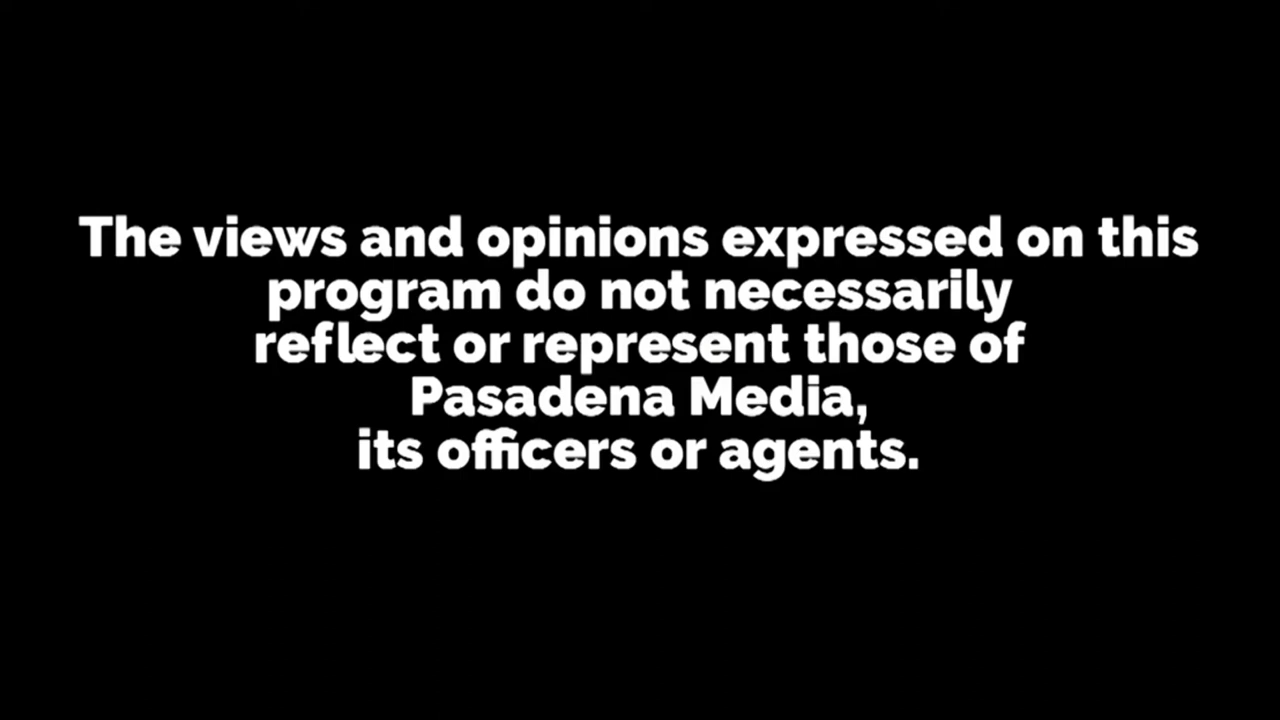 The views and opinions expressed on this
program do not necessarily
reflect or represent those of
Pasadena Media,
its officers or agents.